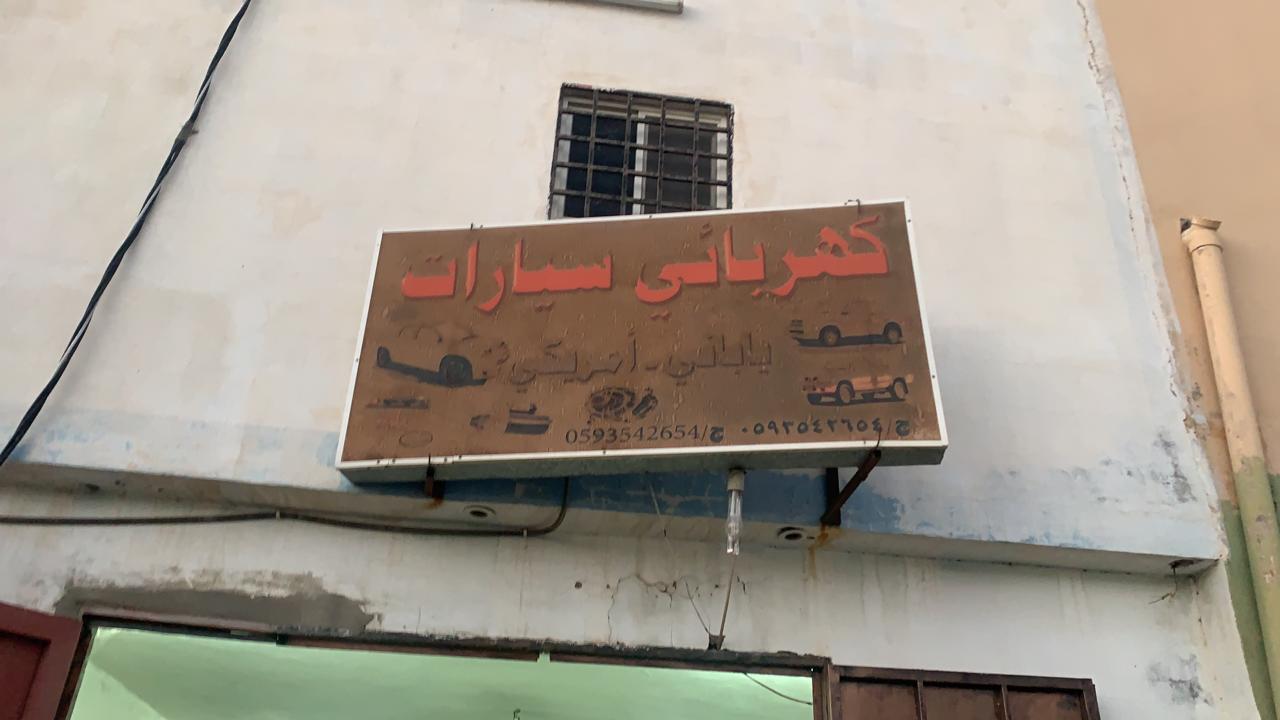 كهربائي سيارات
ياباني - أمريكي
ج/٠٥٩٣٥٤٢٦٥٤ ج/0593542654